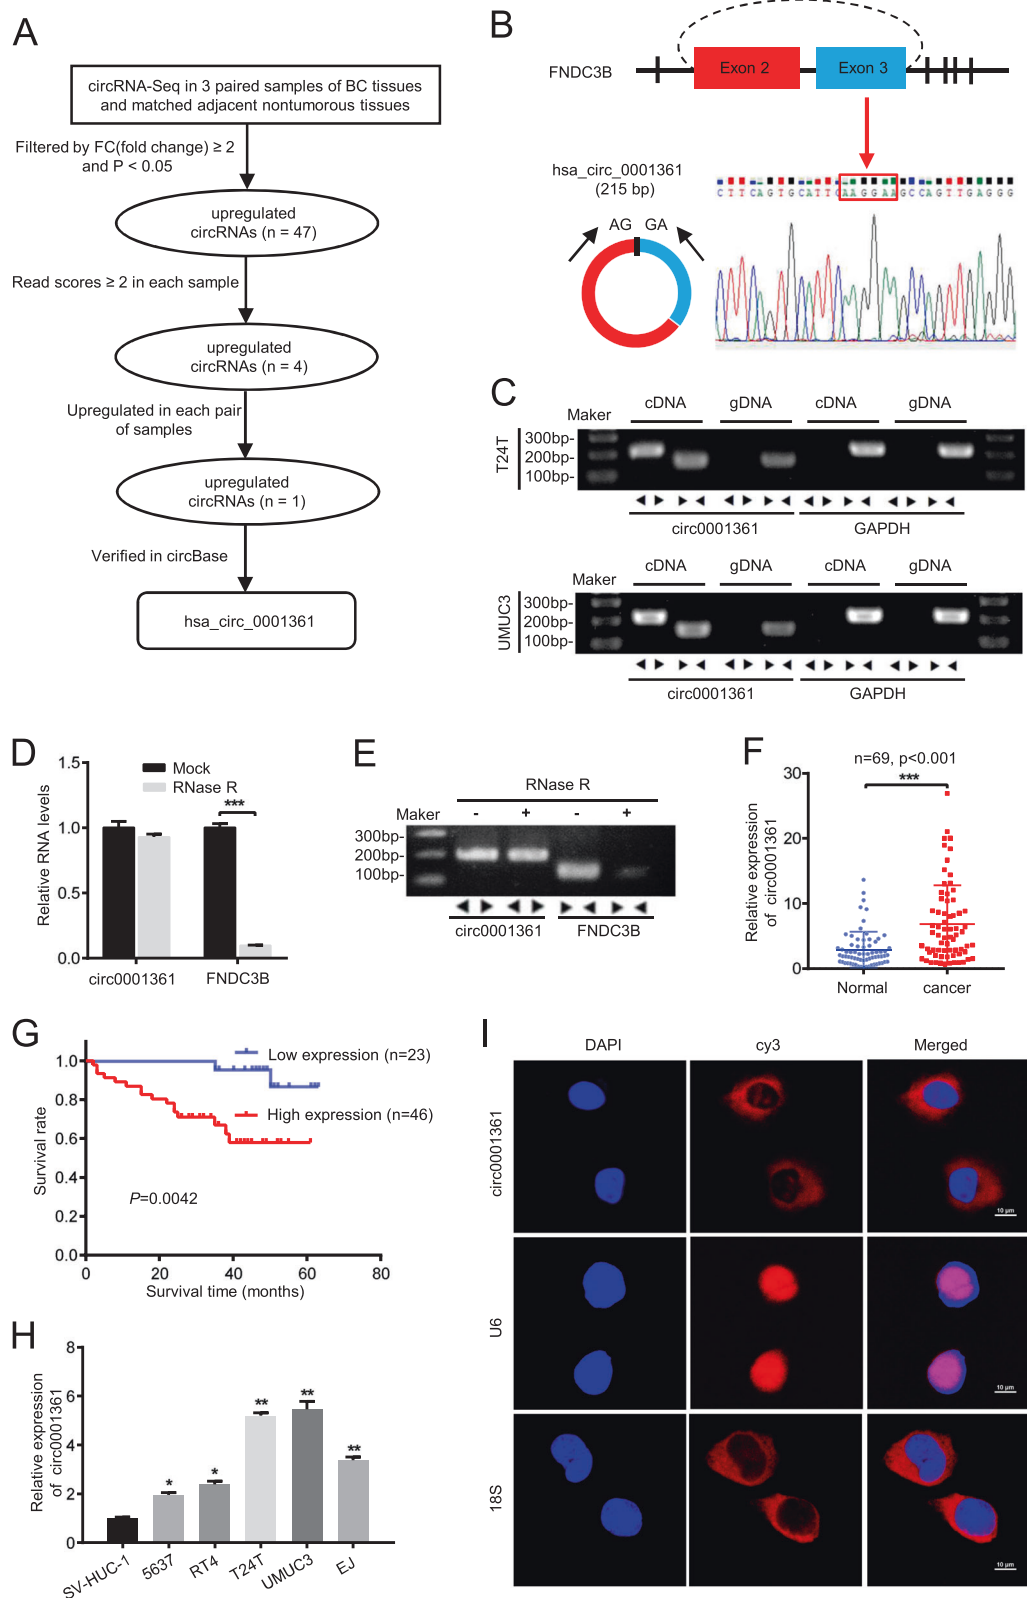 A
circRNA-Seq in 3 paired samples of BC tissues
and matched adjacent nontumorous tissues
Filtered by FC(fold change) ≥ 2
and P < 0.05
upregulated
circRNAs (n = 47)
Read scores ≥ 2 in each sample
upregulated
circRNAs (n = 4)
Upregulated in each pair
of samples
upregulated
circRNAs (n = 1)
Verified in circBase
hsa_circ_0001361
B
FNDC3B
Exon 2
Exon 3
hsa_circ_0001361
(215 bp)
CTTCAGTGCATTCAAGGAAGCCAGTTGAGGG
AG GA
C
cDNA gDNA cDNA gDNA
Maker
T24T
300bp-
200bp-
100bp-
circ0001361 GAPDH
cDNA gDNA cDNA gDNA
Maker
UMUC3
300bp-
200bp-
100bp-
circ0001361 GAPDH
D
Relative RNA levels
1.5
1.0
0.5
0.0
Mock
RNase R
***
circ0001361 FNDC3B
E
RNase R
Maker - + - +
300bp-
200bp-
100bp-
circ0001361 FNDC3B
F
n=69, p<0.001
***
Relative expression
of circ0001361
30
20
10
0
Normal cancer
G
Survival rate
1.0
0.8
0.6
0.4
0.2
0.0
Low expression (n=23)
High expression (n=46)
P=0.0042
0 20 40 60 80
Survival time (months)
H
Relative expression
of circ0001361
8
6
4
2
0
* * ** ** **
SV-HUC-1 5637 RT4 T24T UMUC3 EJ
I
DAPI cy3 Merged
circ0001361
10 μm
U6
10 μm
18S
10 μm